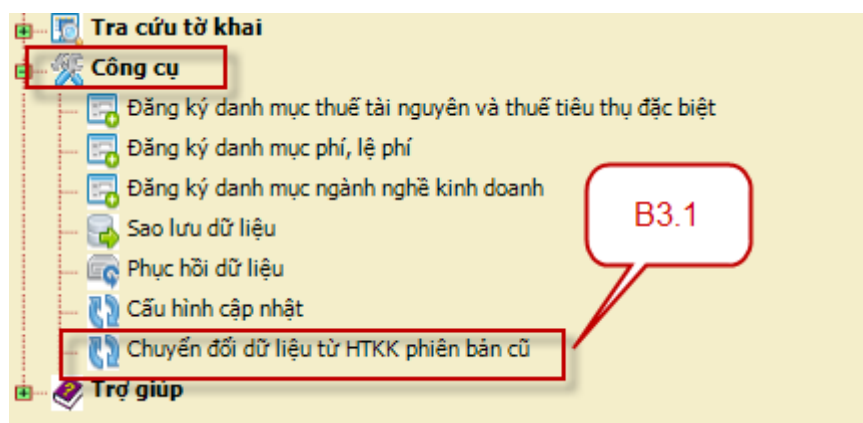 Tra cứu tờ khai
Công cụ
Đăng ký danh mục thuế tài nguyên và thuế tiêu thụ đặc biệt
Đăng ký danh mục phí, lệ phí
Đăng ký danh mục ngành nghề kinh doanh
B3.1
Sao lưu dữ liệu
Phục hồi dữ liệu
Cấu hình cập nhật
Chuyển đổi dữ liệu từ HTKK phiên bản cũ
Trợ giúp